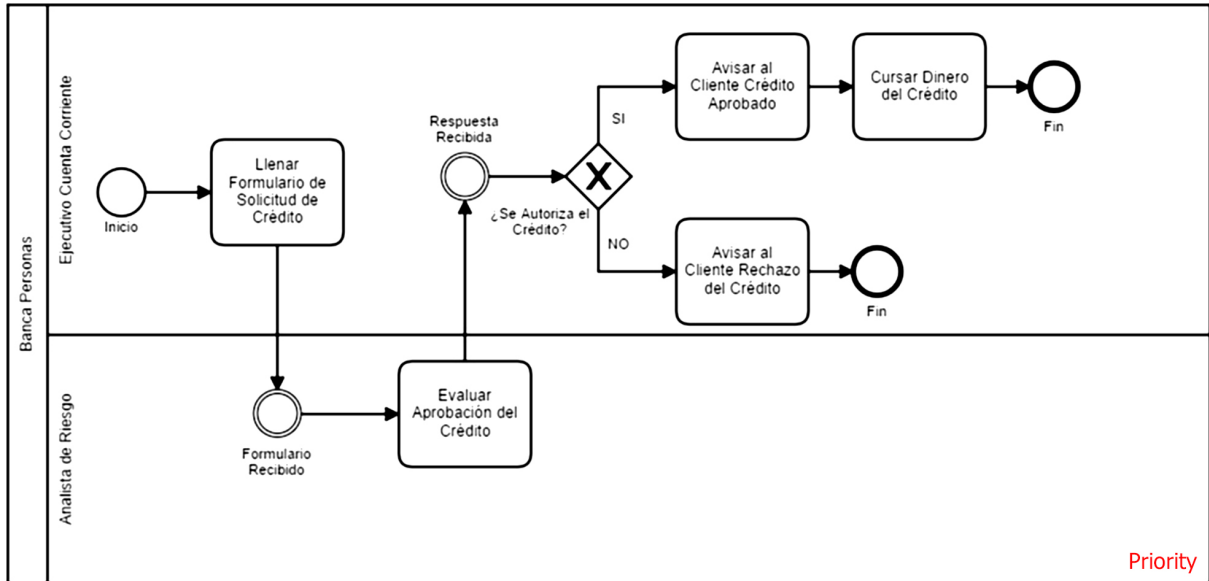 Banca Personas
Ejecutivo Cuenta Corriente
Inicio
Llenar
Formulario de
Solicitud de
Crédito
Respuesta
Recibida
¿Se Autoriza el
Crédito?
SI
Avisar al
Cliente Crédito
Aprobado
Cursar Dinero
del Crédito
Fin
NO
Avisar al
Cliente Rechazo
del Crédito
Fin
Analista de Riesgo
Formulario
Recibido
Evaluar
Aprobación del
Crédito
Priority